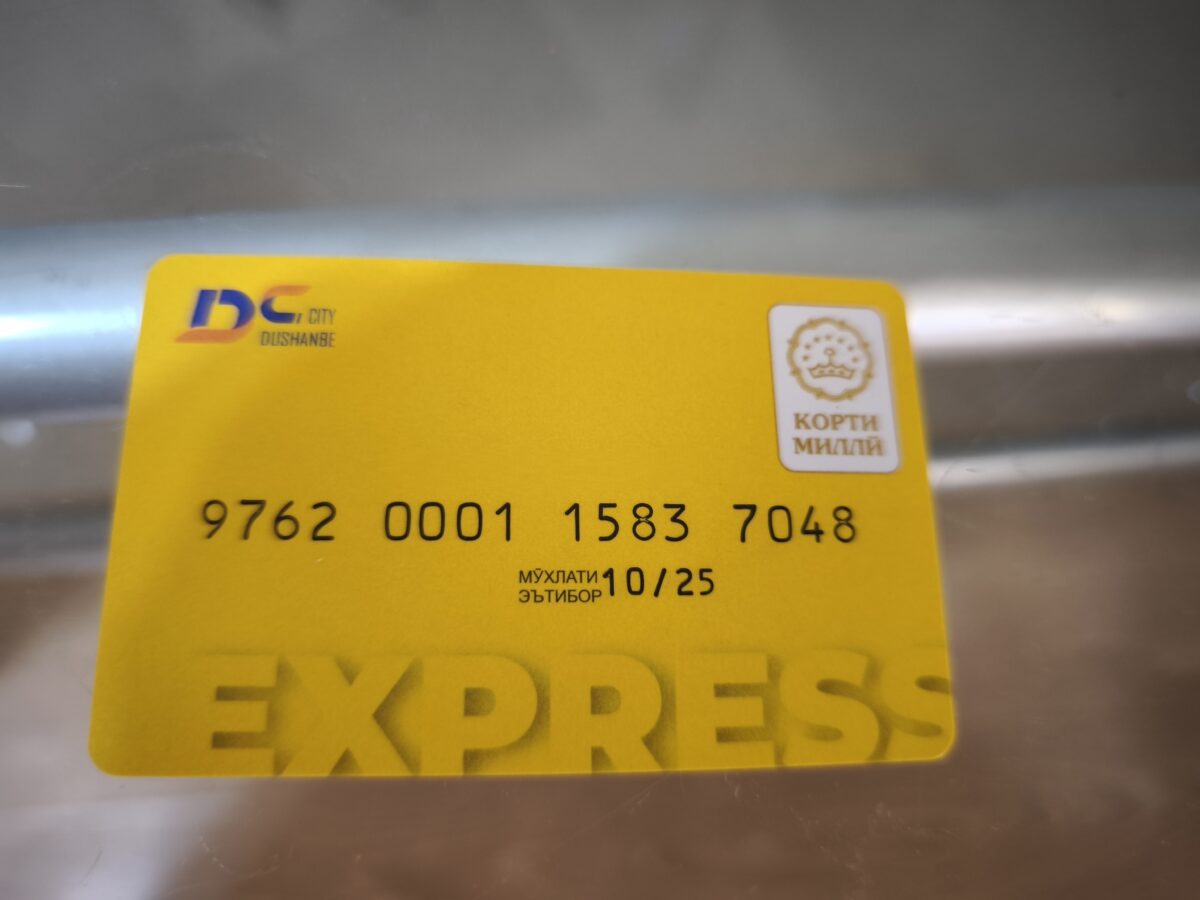 DC CITY
DUSHANBE
КОРТИ
МИЛЛӢ
9762 0001 1583 7048
МӮХЛАТИ
ЭЪТИБОР 10/25
EXPRESS